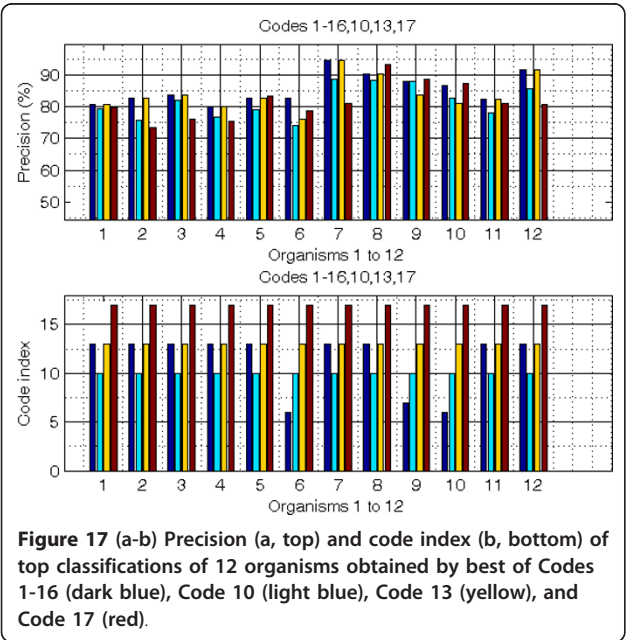 Codes 1-16,10,13,17
Precision (%)
90
80
70
60
50
1 2 3 4 5 6 7 8 9 10 11 12
Organisms 1 to 12
Codes 1-16,10,13,17
Code index
15
10
5
0
1 2 3 4 5 6 7 8 9 10 11 12
Organisms 1 to 12
Figure 17 (a-b) Precision (a, top) and code index (b, bottom) of
top classifications of 12 organisms obtained by best of Codes
1-16 (dark blue), Code 10 (light blue), Code 13 (yellow), and
Code 17 (red).